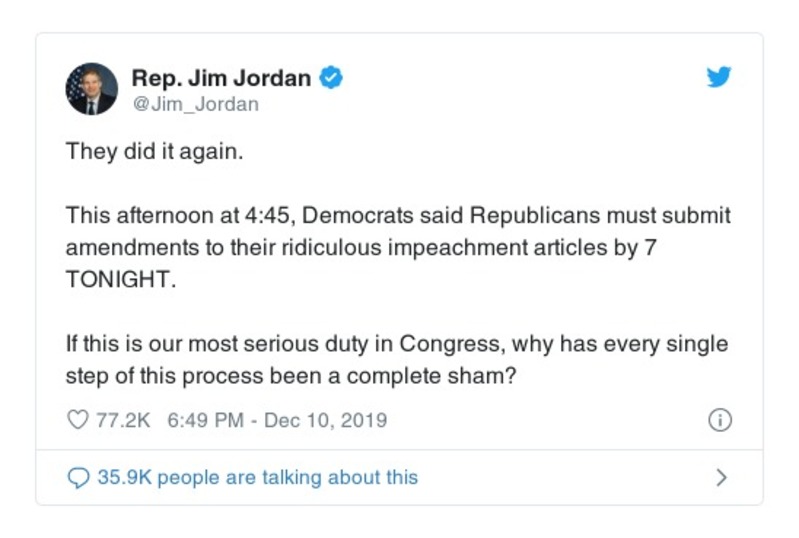 Rep. Jim Jordan
@Jim_Jordan
They did it again.
This afternoon at 4:45, Democrats said Republicans must submit
amendments to their ridiculous impeachment articles by 7
TONIGHT.
If this is our most serious duty in Congress, why has every single
step of this process been a complete sham?
77.2K 6:49 PM - Dec 10, 2019
35.9K people are talking about this